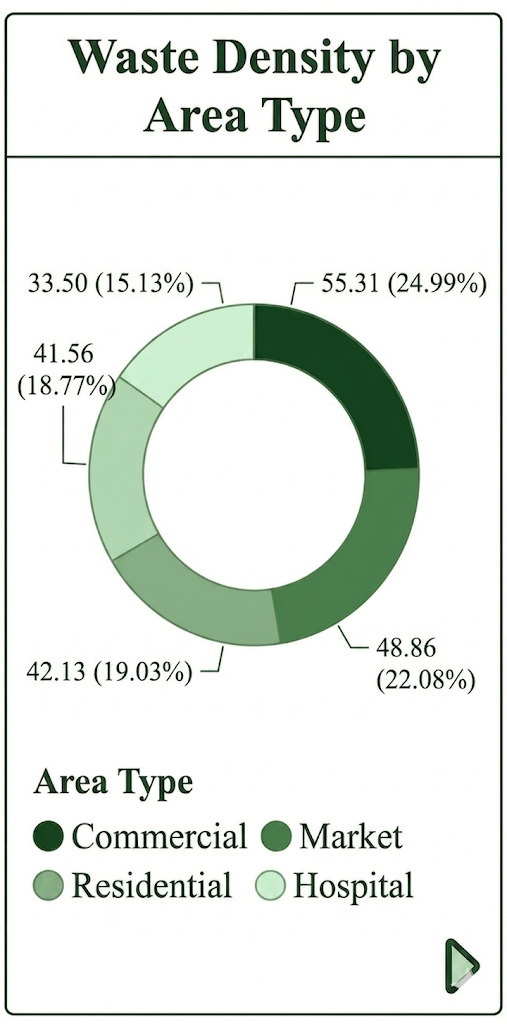 Waste Density by
Area Type
33.50 (15.13%)
55.31 (24.99%)
41.56
(18.77%)
42.13 (19.03%)
48.86
(22.08%)
Area Type
Commercial
Market
Residential
Hospital